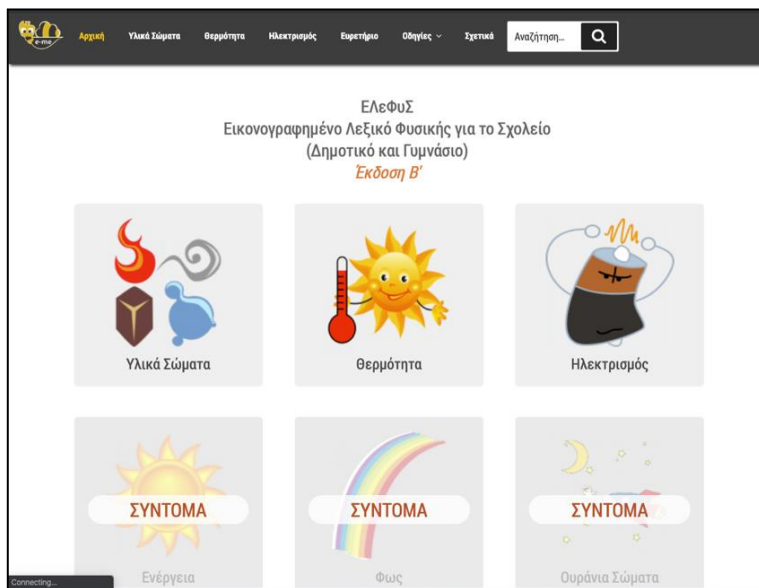 e-me
Αρχική Υλικά Σώματα Θερμότητα Ηλεκτρισμός Ευρετήριο Οδηγίες Σχετικά Αναζήτηση...
ΕΛεΦυΣ
Εικονογραφημένο Λεξικό Φυσικής για το Σχολείο
(Δημοτικό και Γυμνάσιο)
Έκδοση Β'
Υλικά Σώματα Θερμότητα Ηλεκτρισμός
ΣΥΝΤΟΜΑ ΣΥΝΤΟΜΑ ΣΥΝΤΟΜΑ
Ενέργεια Φως Ουράνια Σώματα
Connecting...